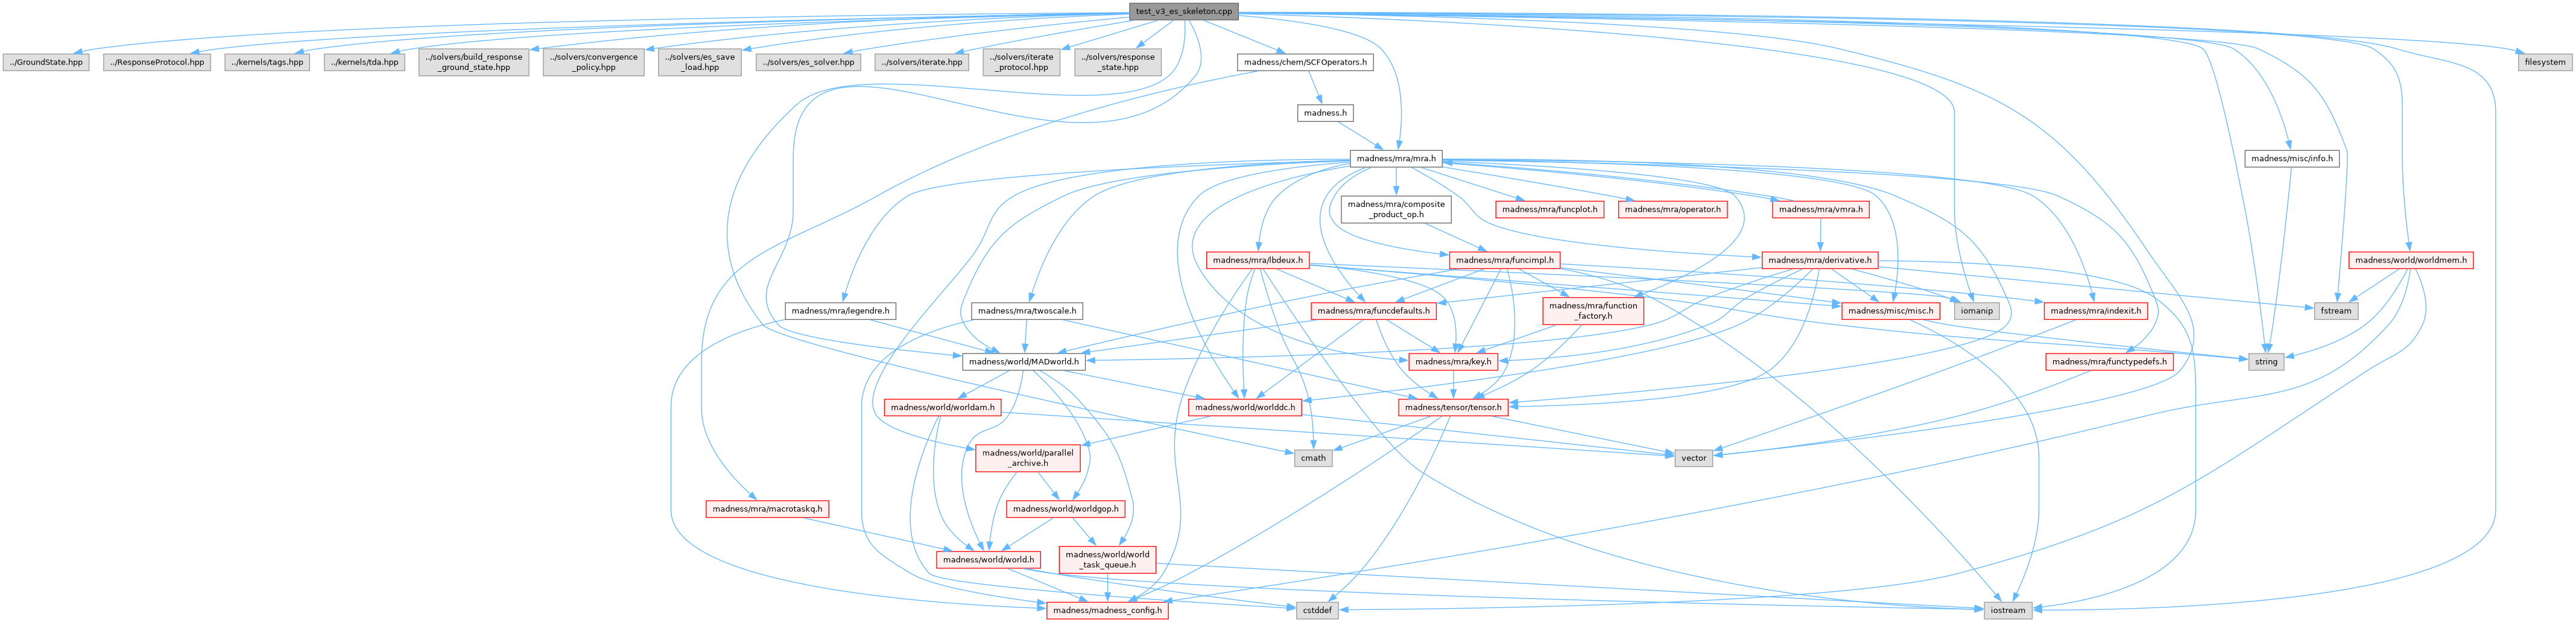 test_v3_es_skeleton.cpp
../GroundState.hpp
../ResponseProtocol.hpp
../kernels/tags.hpp
../kernels/tda.hpp
../solvers/build_response
_ground_state.hpp
../solvers/convergence
_policy.hpp
../solvers/es_save
_load.hpp
../solvers/es_solver.hpp
../solvers/iterate.hpp
../solvers/iterate
_protocol.hpp
../solvers/response
_state.hpp
madness/chem/SCFOperators.h
filesystem
madness.h
madness/mra/mra.h
madness/misc/info.h
madness/mra/composite
_product_op.h
madness/mra/funcplot.h
madness/mra/operator.h
madness/mra/vmra.h
madness/mra/lbdeux.h
madness/mra/funcimpl.h
madness/mra/derivative.h
madness/world/worldmem.h
madness/mra/legendre.h
madness/mra/twoscale.h
madness/mra/funcdefaults.h
madness/mra/function
_factory.h
madness/misc/misc.h
iomanip
madness/mra/indexit.h
fstream
madness/world/MADworld.h
madness/mra/key.h
madness/mra/functypedefs.h
string
madness/world/worldam.h
madness/world/worlddc.h
madness/tensor/tensor.h
madness/world/parallel
_archive.h
cmath
vector
madness/mra/macrotaskq.h
madness/world/worldgop.h
madness/world/world.h
madness/world/world
_task_queue.h
madness/madness_config.h
cstddef
iostream